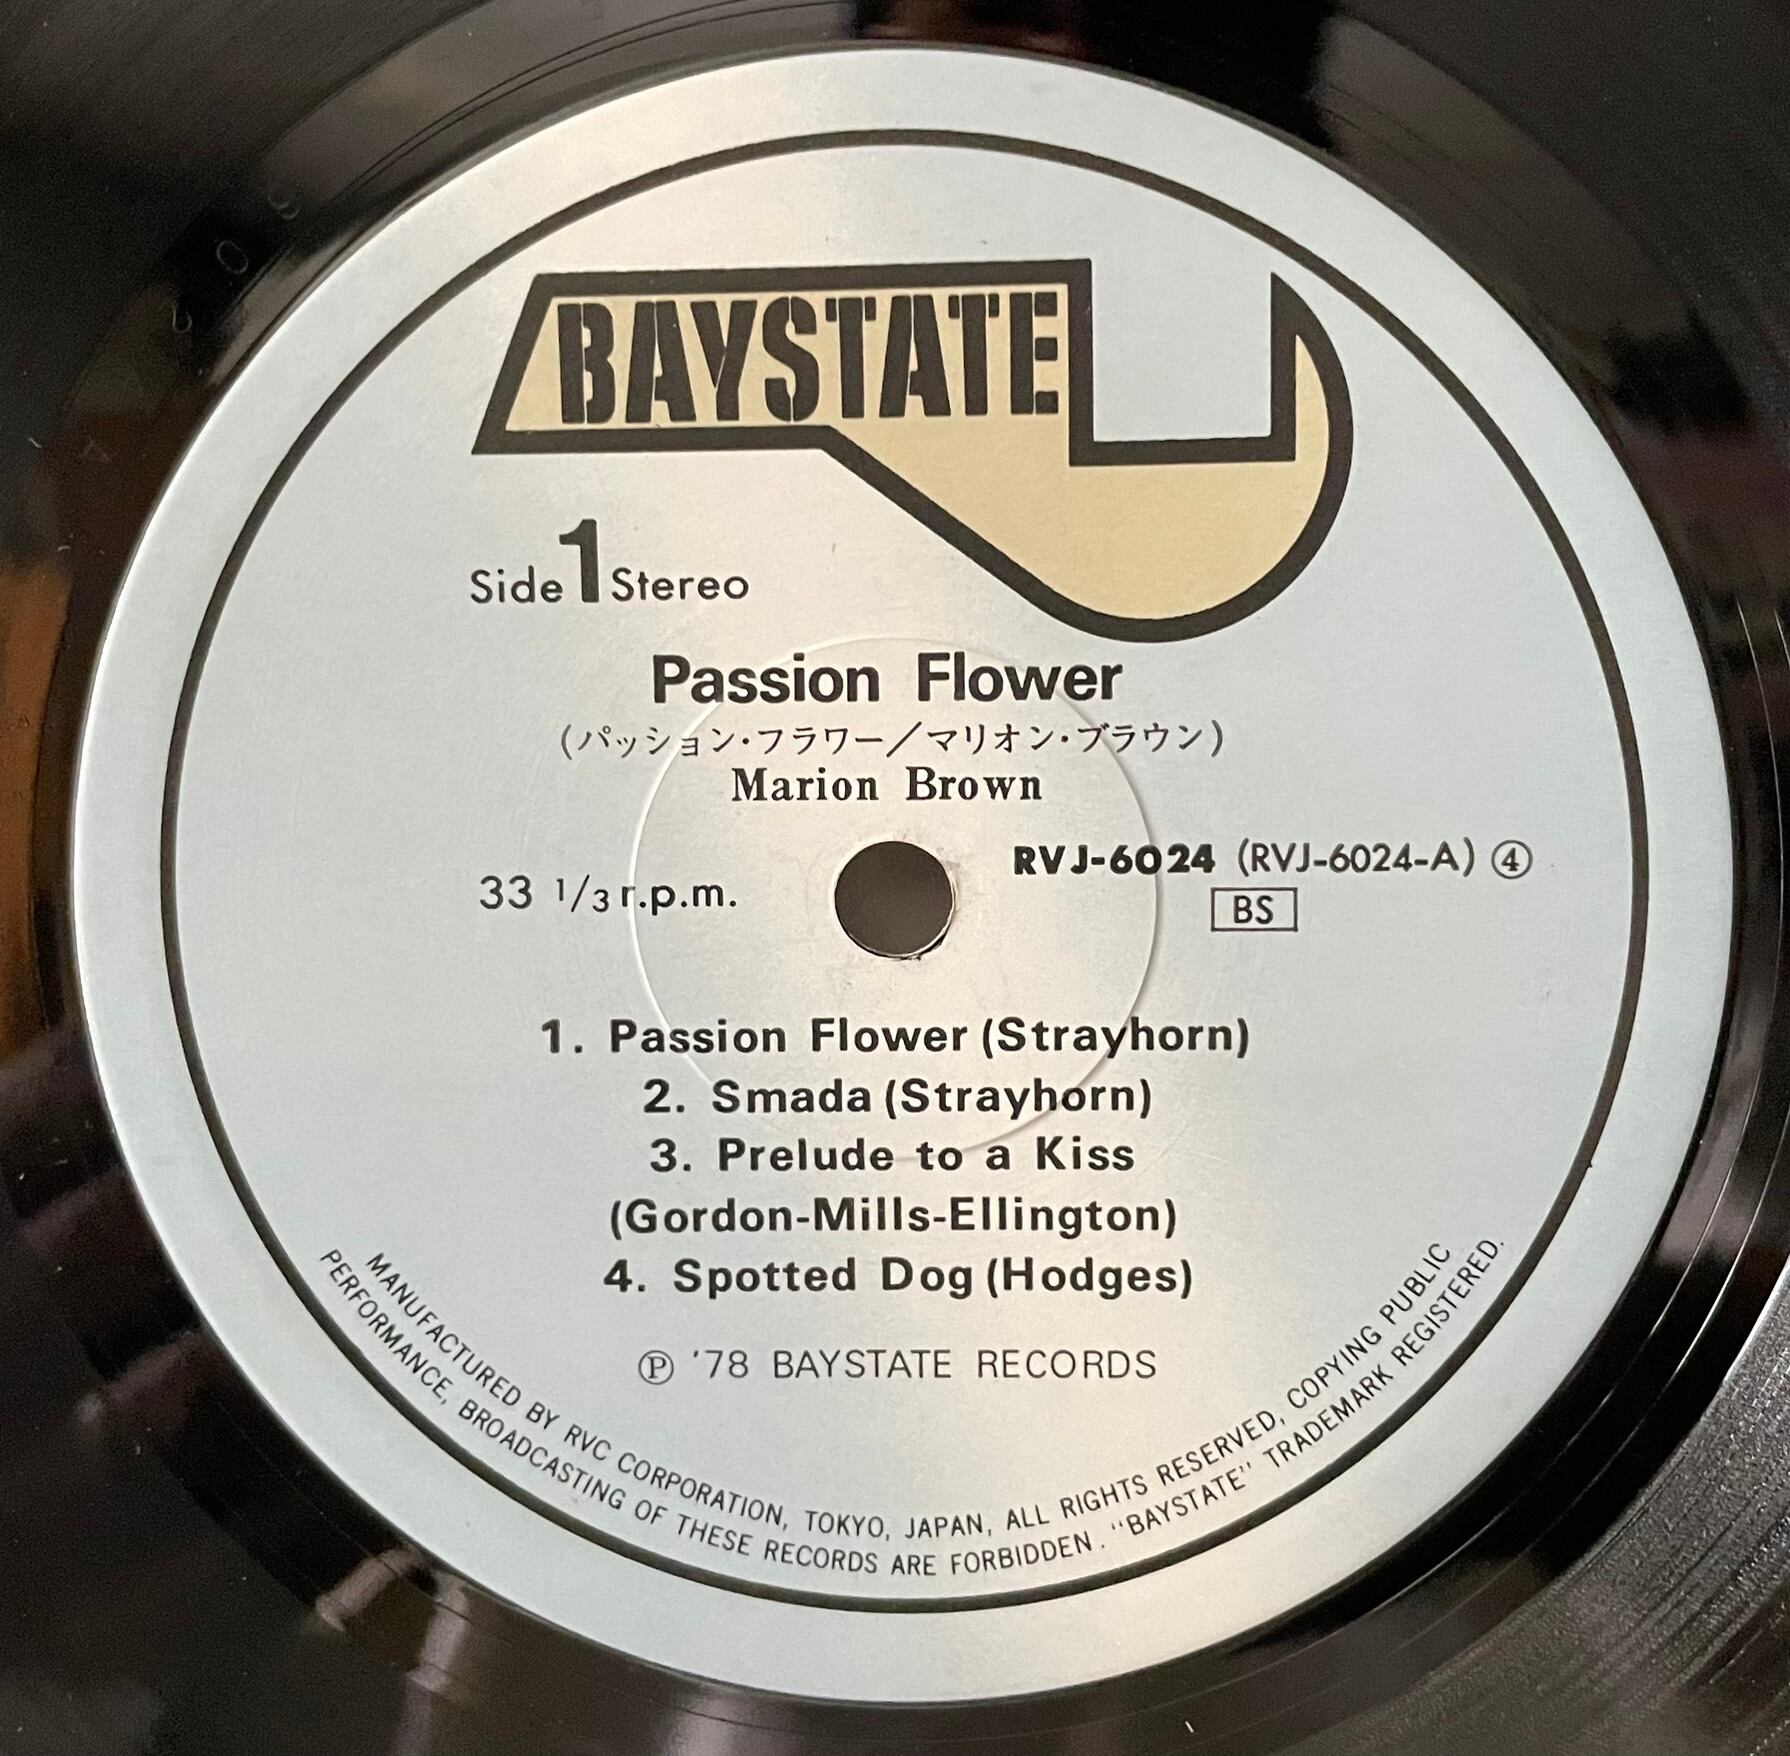 BAYSTATE
Side 1 Stereo
Passion Flower
(パッション・フラワー／マリオン・ブラウン)
Marion Brown
RVJ-6024 (RVJ-6024-A) ④
33 1/3 r.p.m.
BS
1. Passion Flower (Strayhorn)
2. Smada (Strayhorn)
3. Prelude to a Kiss
(Gordon-Mills-Ellington)
4. Spotted Dog (Hodges)
Ⓟ '78 BAYSTATE RECORDS
MANUFACTURED BY RVC CORPORATION, TOKYO, JAPAN, ALL RIGHTS RESERVED, COPYING PUBLIC
PERFORMANCE, BROADCASTING OF THESE RECORDS ARE FORBIDDEN. "BAYSTATE" TRADEMARK REGISTERED.